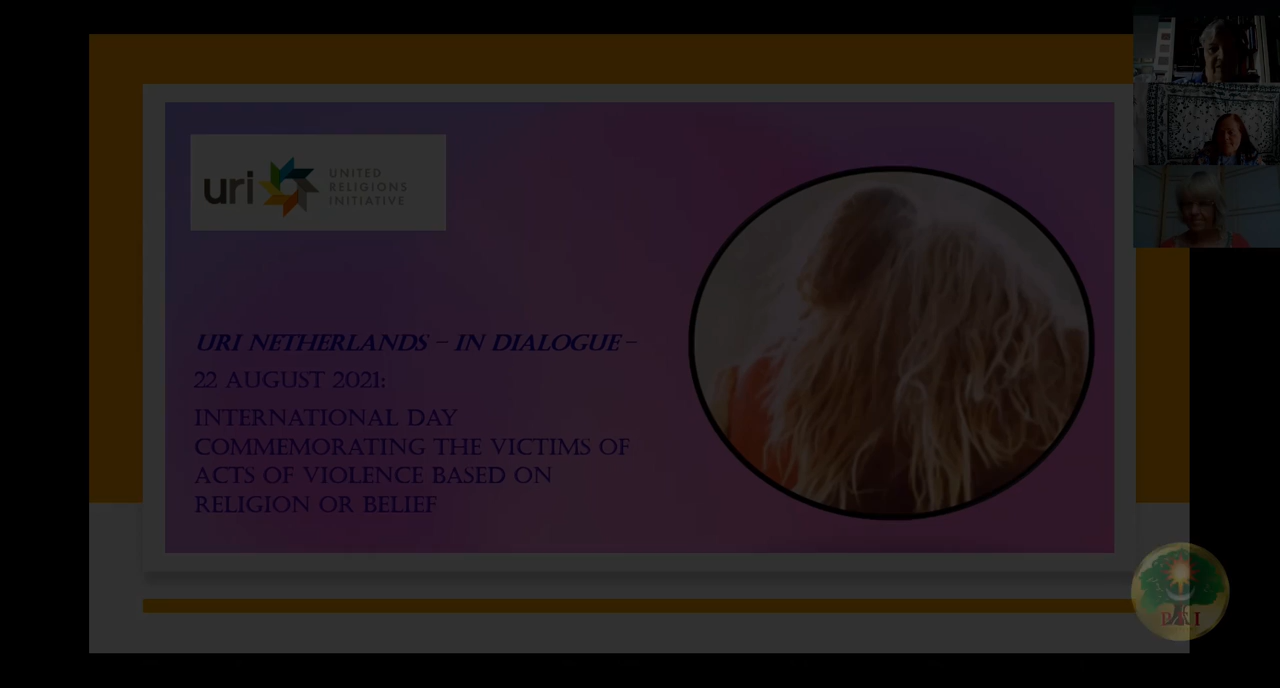 uri
UNITED
RELIGIONS
INITIATIVE
URI NETHERLANDS – IN DIALOGUE –
22 AUGUST 2021:
INTERNATIONAL DAY
COMMEMORATING THE VICTIMS OF
ACTS OF VIOLENCE BASED ON
RELIGION OR BELIEF